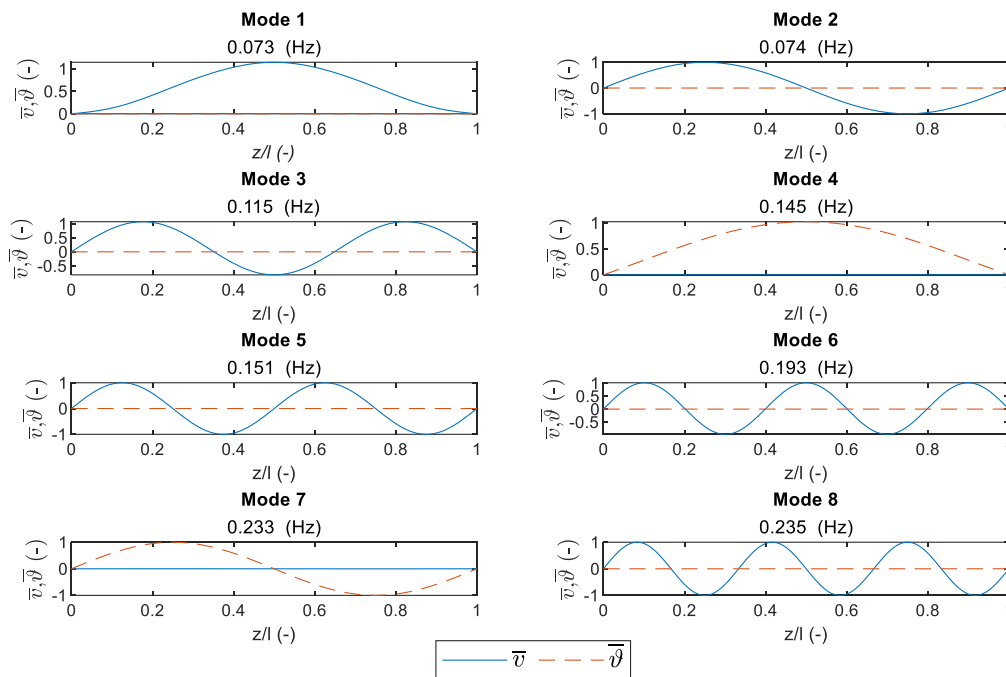 Mode 1
0.073 (Hz)
v̅,ϑ̅ (-)
1
0.5
0
0 0.2 0.4 0.6 0.8 1
z/l (-)
Mode 2
0.074 (Hz)
v̅,ϑ̅ (-)
1
0
-1
0 0.2 0.4 0.6 0.8
z/l (-)
Mode 3
0.115 (Hz)
v̅,ϑ̅ (-)
1
0.5
0
-0.5
0 0.2 0.4 0.6 0.8 1
z/l (-)
Mode 4
0.145 (Hz)
v̅,ϑ̅ (-)
1
0.5
0
0 0.2 0.4 0.6 0.8
z/l (-)
Mode 5
0.151 (Hz)
v̅,ϑ̅ (-)
1
0
-1
0 0.2 0.4 0.6 0.8 1
z/l (-)
Mode 6
0.193 (Hz)
v̅,ϑ̅ (-)
0.5
0
-0.5
0 0.2 0.4 0.6 0.8
z/l (-)
Mode 7
0.233 (Hz)
v̅,ϑ̅ (-)
1
0
-1
0 0.2 0.4 0.6 0.8 1
z/l (-)
Mode 8
0.235 (Hz)
v̅,ϑ̅ (-)
1
0
-1
0 0.2 0.4 0.6 0.8
z/l (-)
v̅ ϑ̅